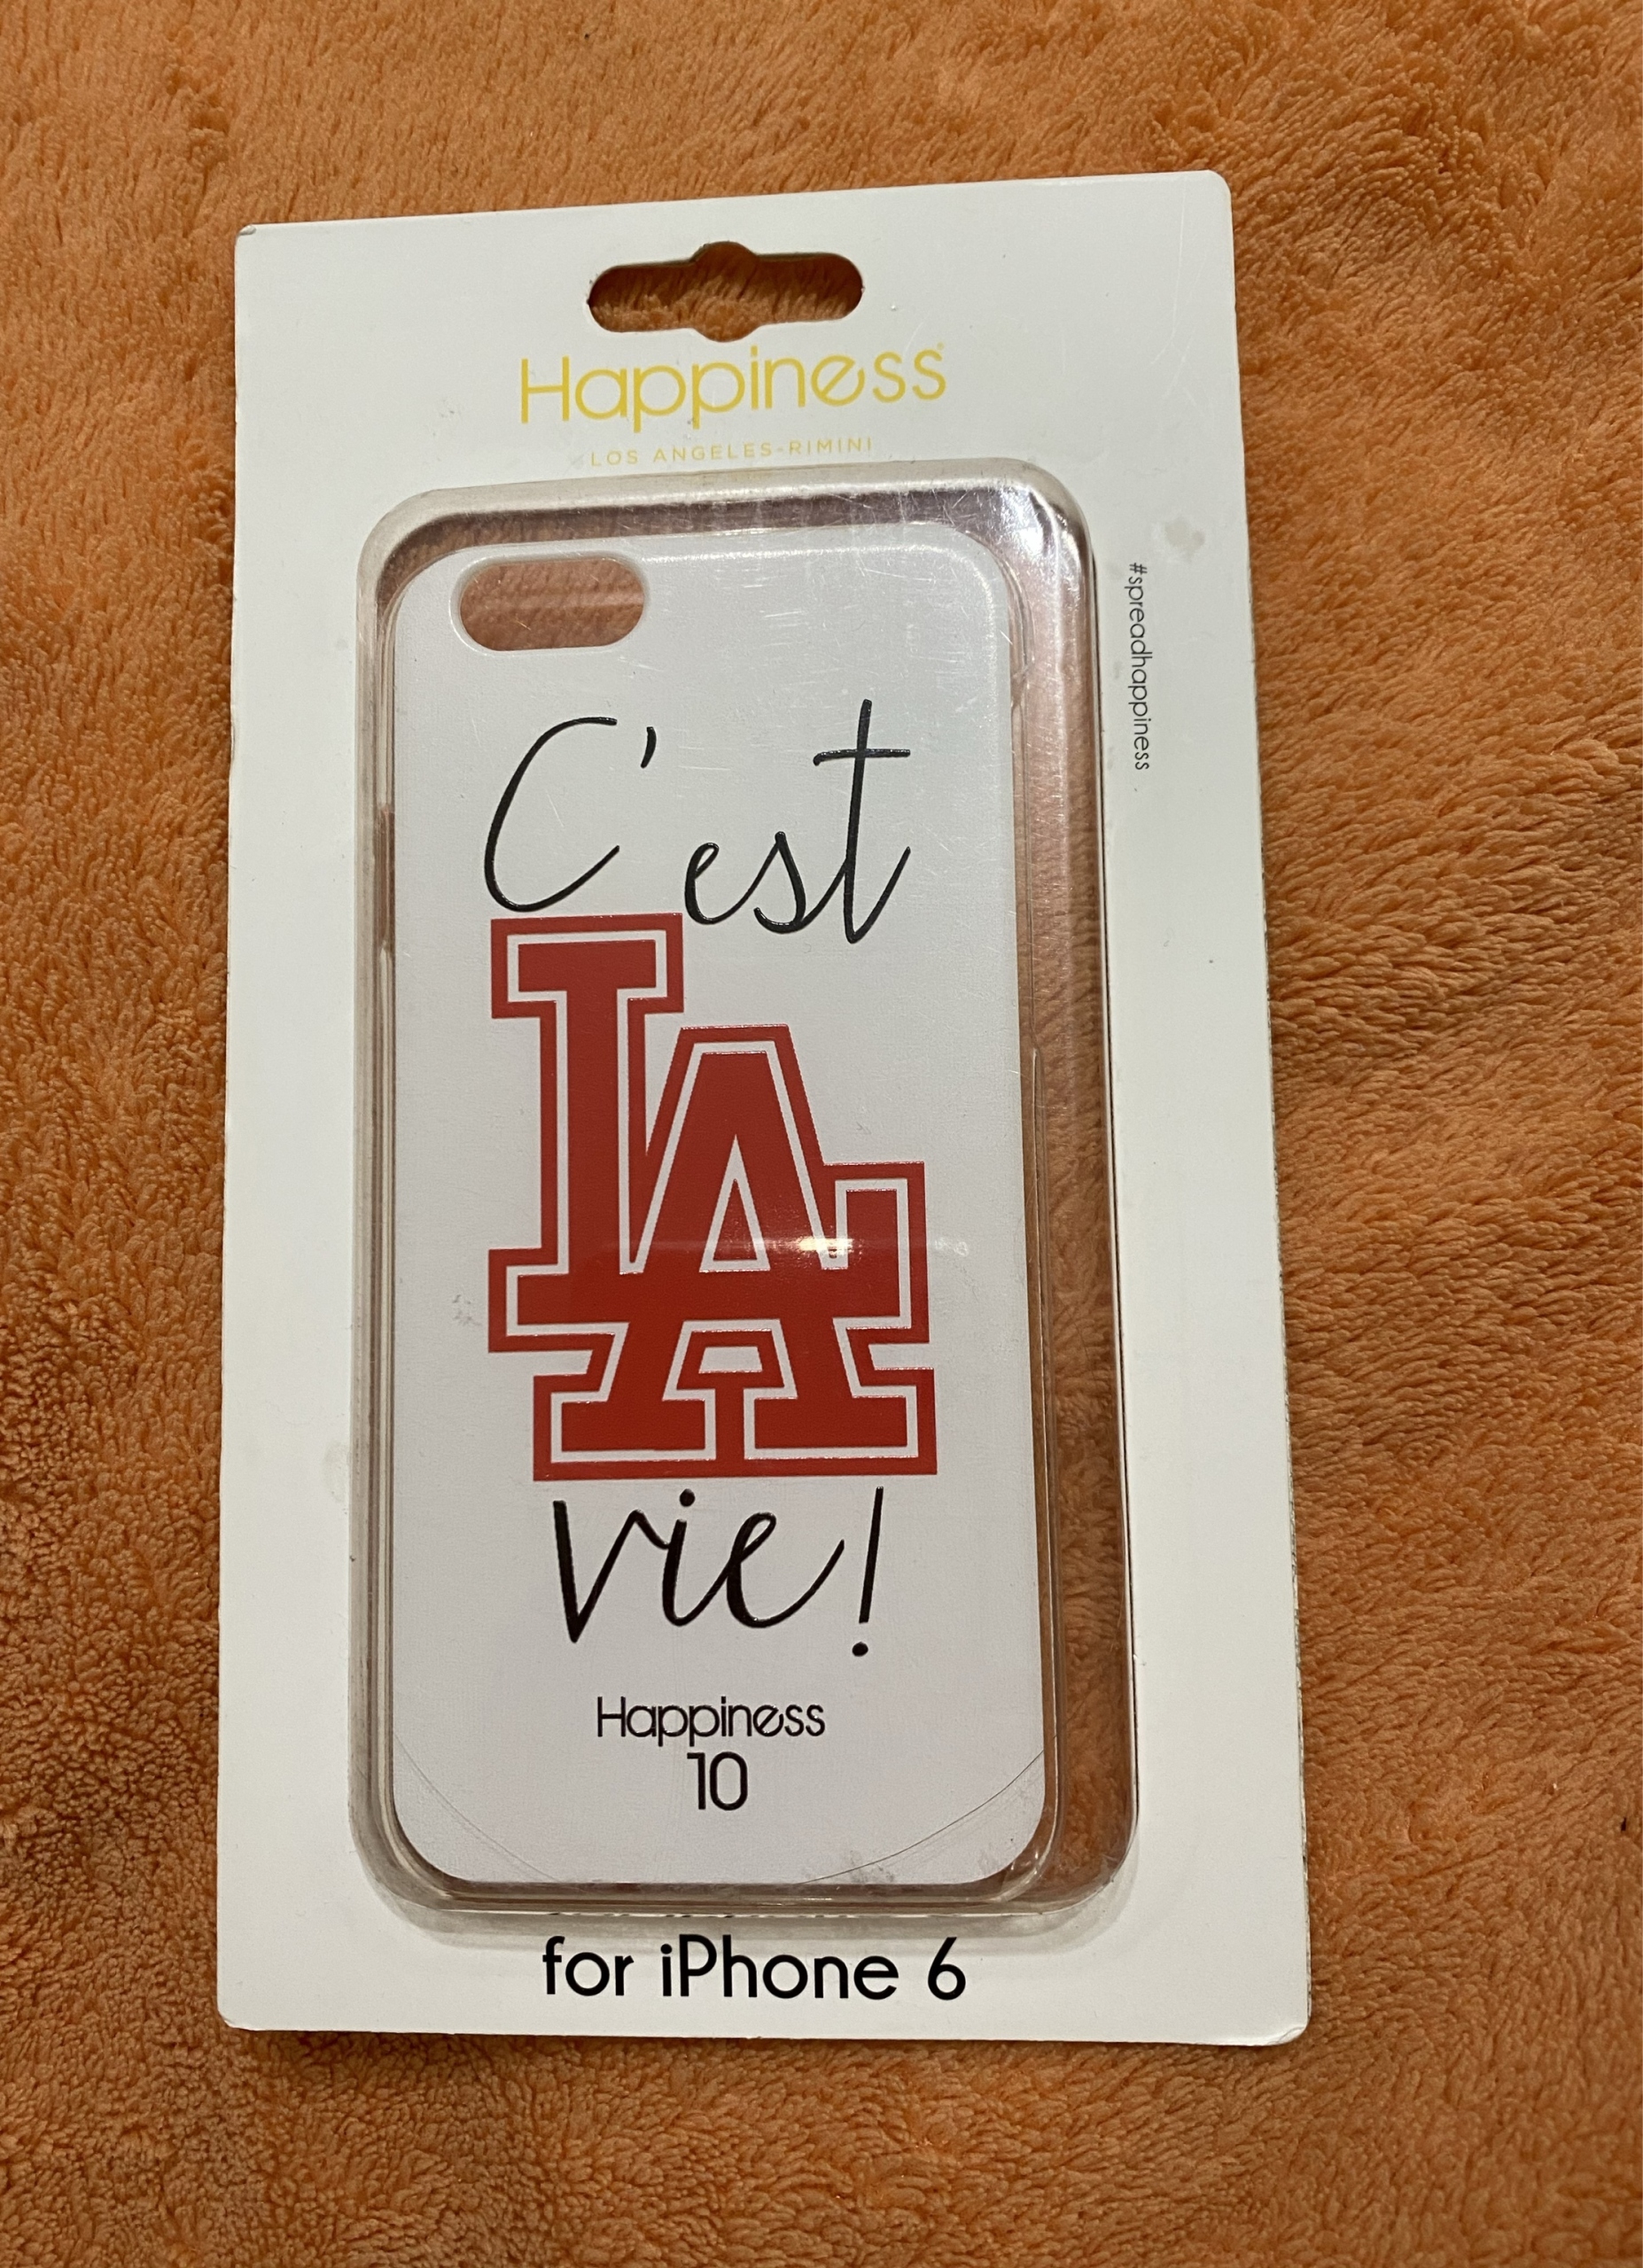 Happiness
LOS ANGELES-RIMINI
#spreadhappiness
C'est
LA
vie!
Happiness
10
for iPhone 6